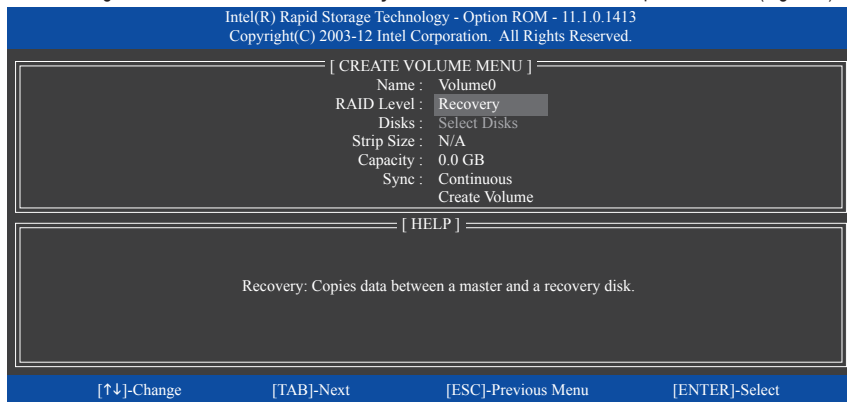 Intel(R) Rapid Storage Technology - Option ROM - 11.1.0.1413
Copyright(C) 2003-12 Intel Corporation. All Rights Reserved.
[ CREATE VOLUME MENU ]
Name : Volume0
RAID Level : Recovery
Disks : Select Disks
Strip Size : N/A
Capacity : 0.0 GB
Sync : Continuous
Create Volume
[ HELP ]
Recovery: Copies data between a master and a recovery disk.
[↑↓]-Change [TAB]-Next [ESC]-Previous Menu [ENTER]-Select